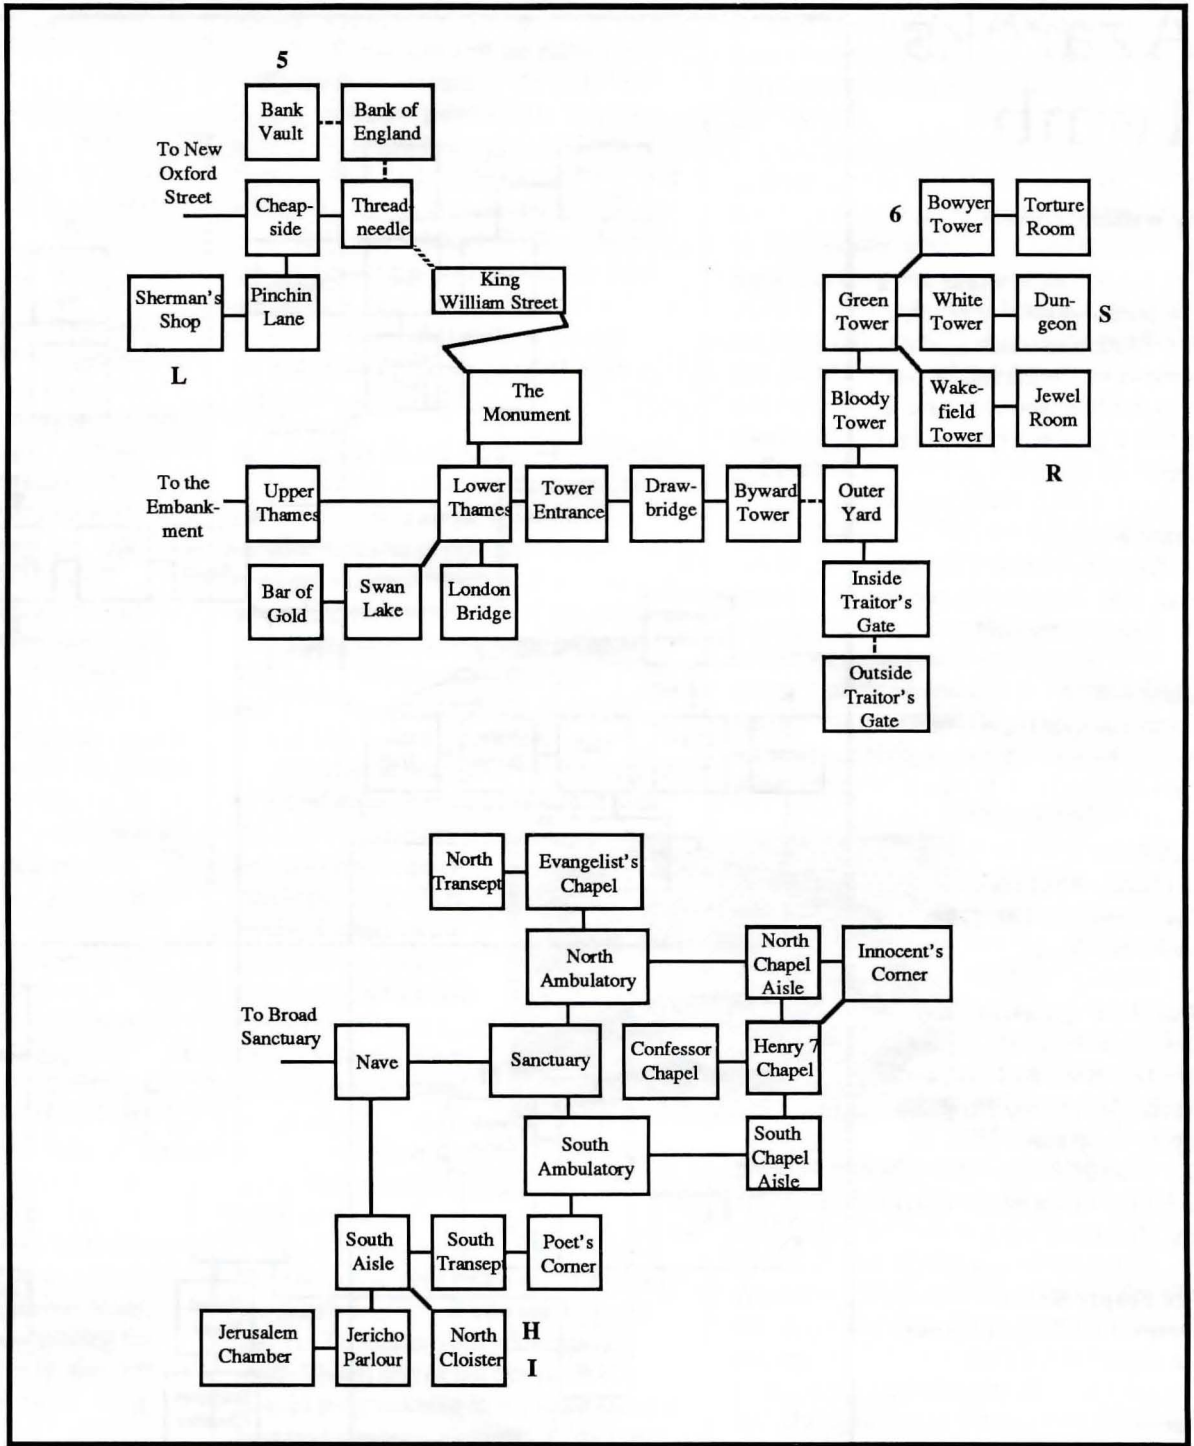 5
Bank
Vault
Bank of
England
To New
Oxford
Street
Cheap-
side
Thread-
needle
Sherman's
Shop
Pinchin
Lane
L
King
William Street
The
Monument
6
Bowyer
Tower
Torture
Room
Green
Tower
White
Tower
Dun-
geon
S
Bloody
Tower
Wake-
field
Tower
Jewel
Room
R
To the
Embank-
ment
Upper
Thames
Lower
Thames
Tower
Entrance
Draw-
bridge
Byward
Tower
Outer
Yard
Bar of
Gold
Swan
Lake
London
Bridge
Inside
Traitor's
Gate
Outside
Traitor's
Gate
North
Transept
Evangelist's
Chapel
North
Ambulatory
North
Chapel
Aisle
Innocent's
Corner
To Broad
Sanctuary
Nave
Sanctuary
Confessor
Chapel
Henry 7
Chapel
South
Ambulatory
South
Chapel
Aisle
South
Aisle
South
Transept
Poet's
Corner
Jerusalem
Chamber
Jericho
Parlour
North
Cloister
H
I